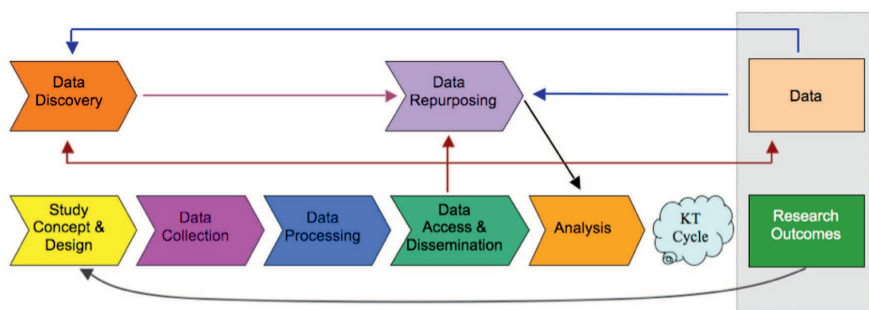 Data
Discovery
Data
Repurposing
Data
Study
Concept &
Design
Data
Collection
Data
Processing
Data
Access &
Dissemination
Analysis
KT
Cycle
Research
Outcomes